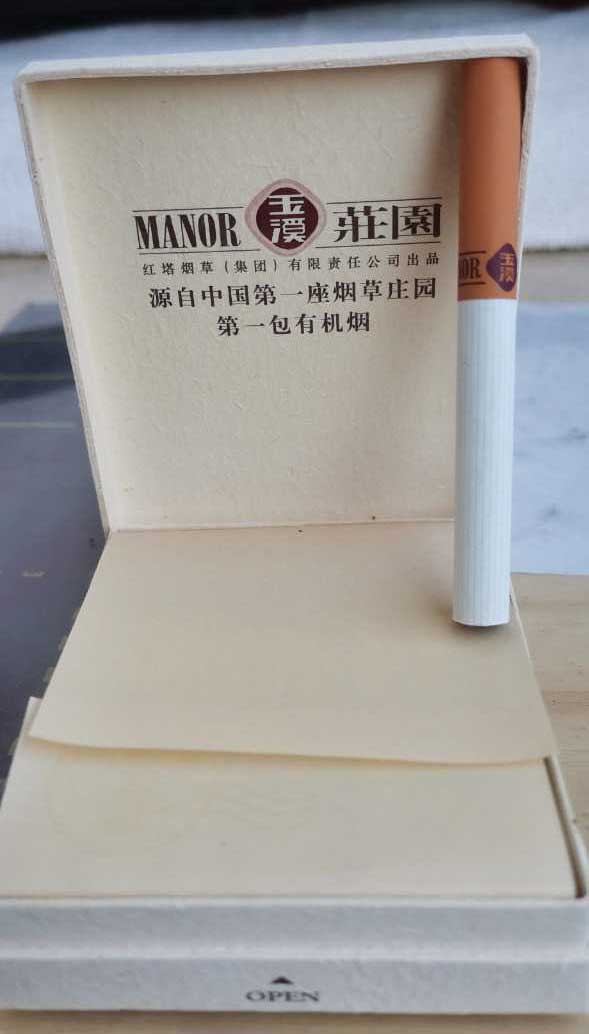 MANOR 玉溪 莊園
红塔烟草（集团）有限责任公司出品
源自中国第一座烟草庄园
第一包有机烟
OR 玉溪
OPEN